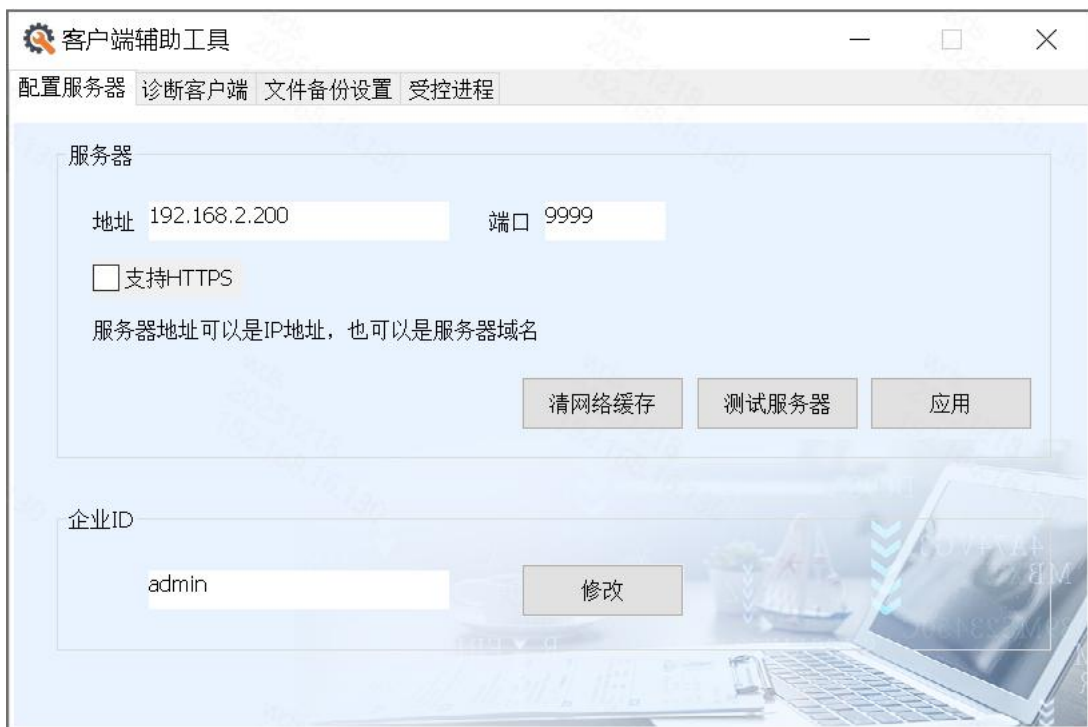 客户端辅助工具
配置服务器 诊断客户端 文件备份设置 受控进程
服务器
地址 192.168.2.200 端口 9999
支持HTTPS
服务器地址可以是IP地址，也可以是服务器域名
清网络缓存 测试服务器 应用
企业ID
admin 修改